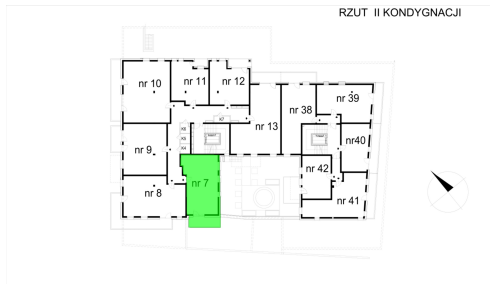 RZUT II KONDYGNACJI
nr 10
nr 11
nr 12
nr 39
nr 38
nr 13
nr40
nr 9
nr 42
nr 7
nr 8
nr 41